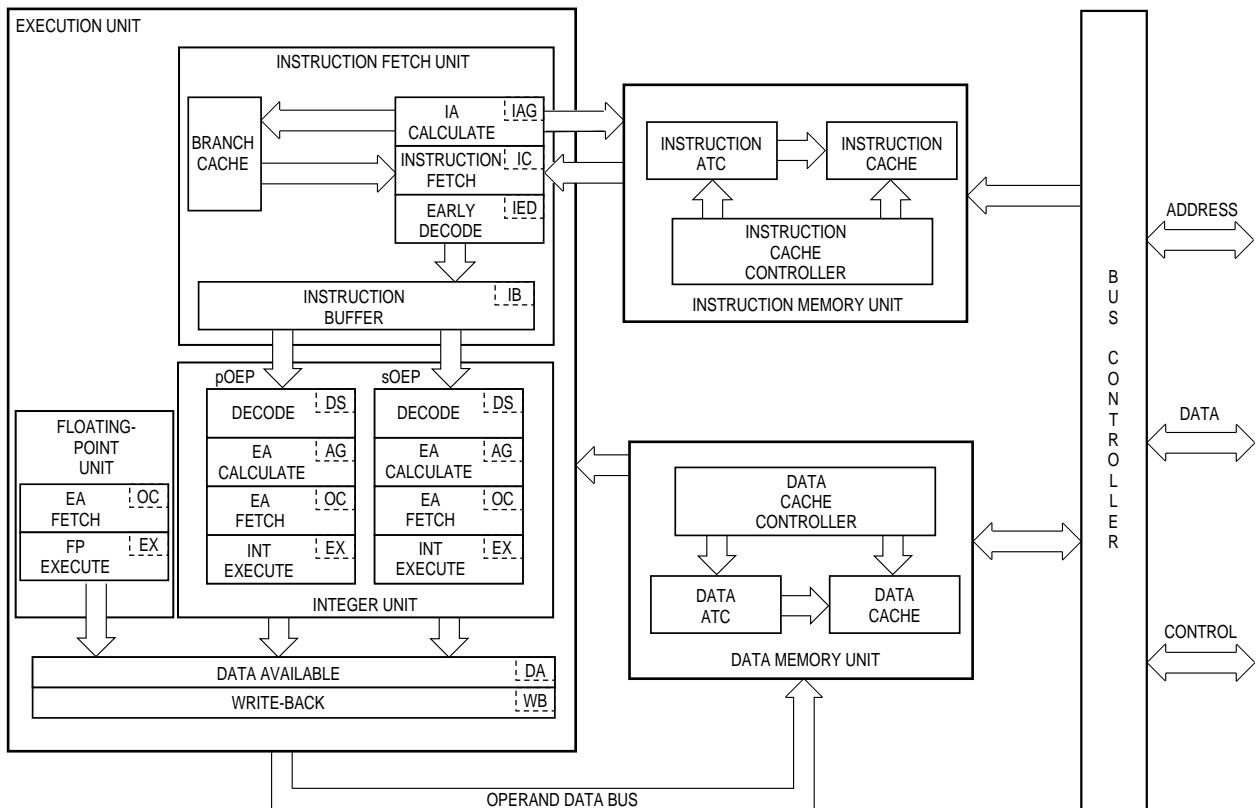 EXECUTION UNIT
INSTRUCTION FETCH UNIT
BRANCH
CACHE
IA
CALCULATE
IAG
INSTRUCTION
FETCH
IC
EARLY
DECODE
IED
INSTRUCTION
BUFFER
IB
pOEP
DECODE
DS
EA
CALCULATE
AG
EA
FETCH
OC
INT
EXECUTE
EX
sOEP
DECODE
DS
EA
CALCULATE
AG
EA
FETCH
OC
INT
EXECUTE
EX
INTEGER UNIT
FLOATING-
POINT
UNIT
EA
FETCH
OC
FP
EXECUTE
EX
DATA AVAILABLE
DA
WRITE-BACK
WB
INSTRUCTION
ATC
INSTRUCTION
CACHE
INSTRUCTION
CACHE
CONTROLLER
INSTRUCTION MEMORY UNIT
DATA
CACHE
CONTROLLER
DATA
ATC
DATA
CACHE
DATA MEMORY UNIT
OPERAND DATA BUS
BUS CONTROLLER
ADDRESS
DATA
CONTROL